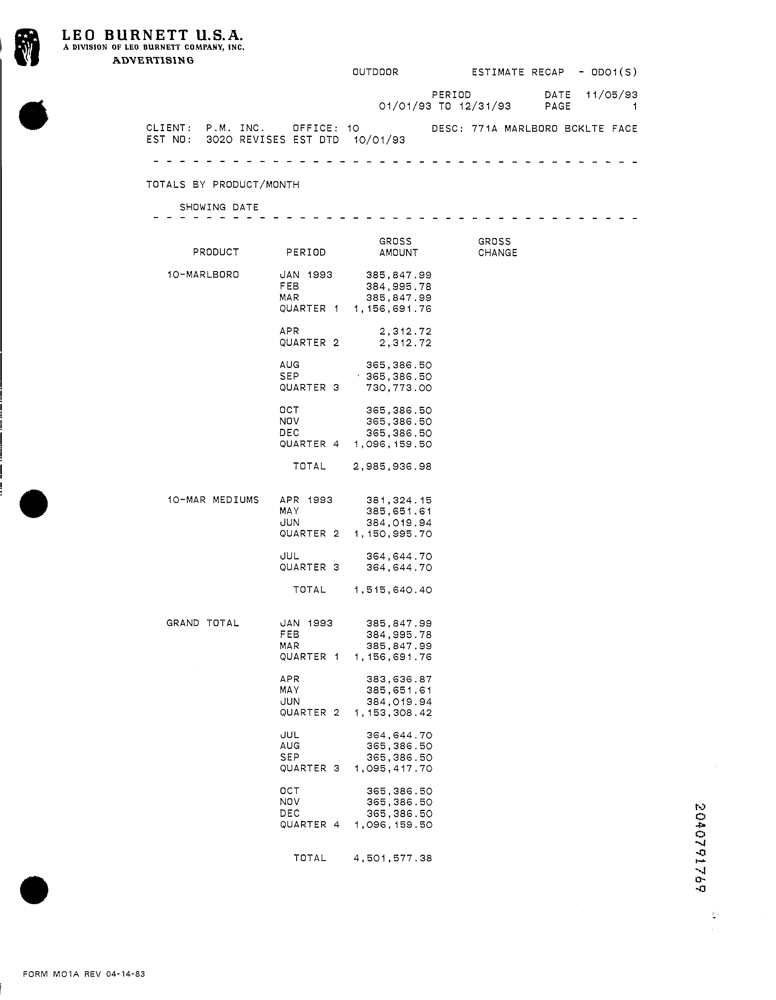 LEO BURNETT U.S.A.
A DIVISION OF LEO BURNETT COMPANY, INC.
ADVERTISING
OUTDOOR ESTIMATE RECAP - ODO1(S)
PERIOD DATE 11/05/93
01/01/93 TO 12/31/93 PAGE 1
CLIENT: P.M. INC. OFFICE: 10 DESC: 771A MARLBORO BCKLTE FACE
EST NO: 3020 REVISES EST DTD 10/01/93
TOTALS BY PRODUCT/MONTH
SHOWING DATE
GROSS GROSS
PRODUCT PERIOD AMOUNT CHANGE
10-MARLBORO JAN 1993 385,847.99
FEB 384,995.78
MAR 385,847.99
QUARTER 1 1,156,691.76
APR 2,312.72
QUARTER 2 2,312.72
AUG 365,386.50
SEP 365,386.50
QUARTER 3 730,773.00
OCT 365,386.50
NOV 365,386.50
DEC 365,386.50
QUARTER 4 1,096,159.50
TOTAL 2,985,936.98
10-MAR MEDIUMS APR 1993 381,324.15
MAY 385,651.61
JUN 384,019.94
QUARTER 2 1,150,995.70
JUL 364,644.70
QUARTER 3 364,644.70
TOTAL 1,515,640.40
GRAND TOTAL JAN 1993 385,847.99
FEB 384,995.78
MAR 385,847.99
QUARTER 1 1,156,691.76
APR 383,636.87
MAY 385,651.61
JUN 384,019.94
QUARTER 2 1,153,308.42
JUL 364,644.70
AUG 365,386.50
SEP 365,386.50
QUARTER 3 1,095,417.70
OCT 365,386.50
NOV 365,386.50
DEC 365,386.50
QUARTER 4 1,096,159.50
TOTAL 4,501,577.38
2040791769
FORM MO1A REV 04-14-83